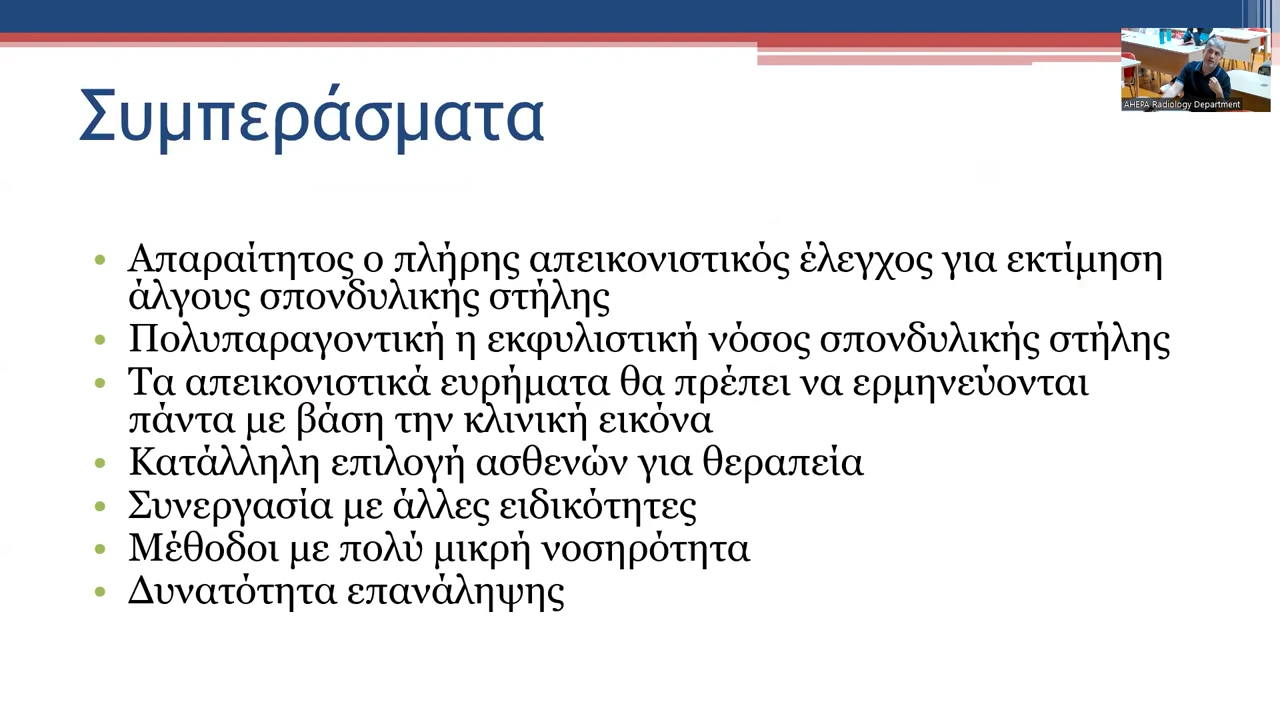 Συμπεράσματα
AHEPA Radiology Department
• Απαραίτητος ο πλήρης απεικονιστικός έλεγχος για εκτίμηση
άλγους σπονδυλικής στήλης
• Πολυπαραγοντική η εκφυλιστική νόσος σπονδυλικής στήλης
• Τα απεικονιστικά ευρήματα θα πρέπει να ερμηνεύονται
πάντα με βάση την κλινική εικόνα
• Κατάλληλη επιλογή ασθενών για θεραπεία
• Συνεργασία με άλλες ειδικότητες
• Μέθοδοι με πολύ μικρή νοσηρότητα
• Δυνατότητα επανάληψης